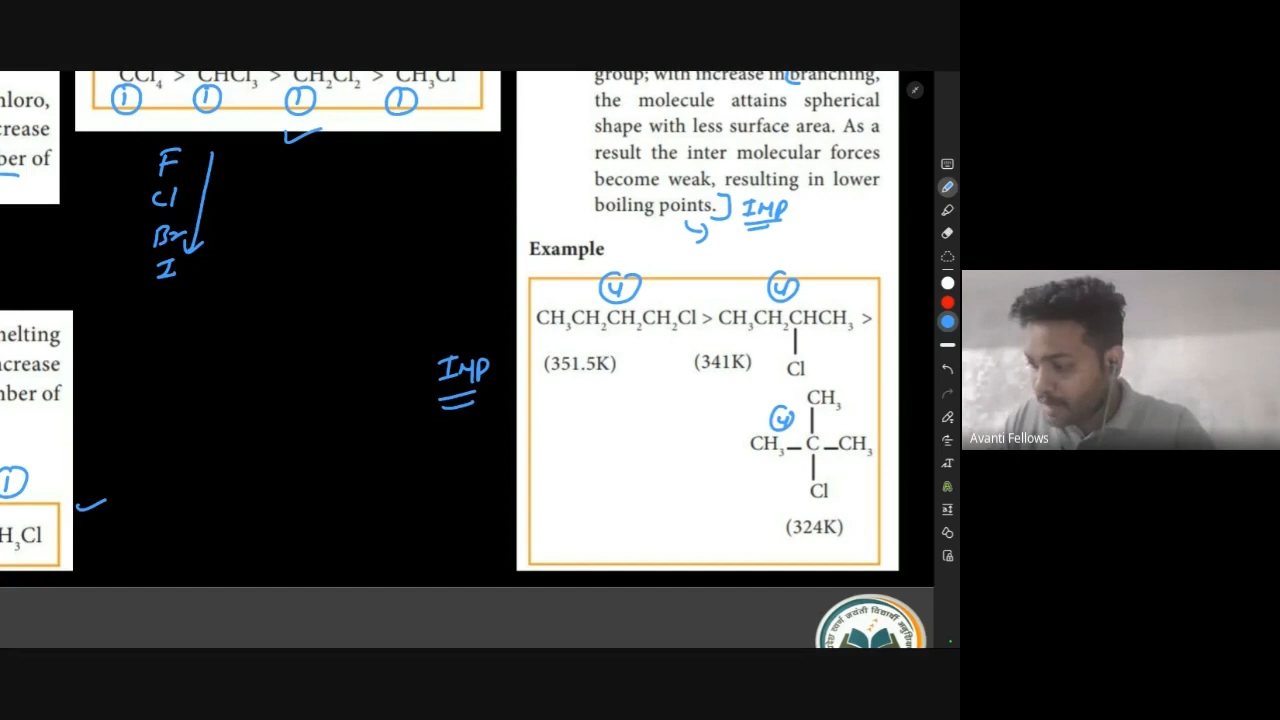 CCl4 > CHCl3 > CH2Cl2 > CH3Cl
1 1 1 1
hloro,
crease
ber of
F
Cl
Br
I
nelting
ncrease
mber of
1
H3Cl
IMP
group; with increase in branching,
the molecule attains spherical
shape with less surface area. As a
result the inter molecular forces
become weak, resulting in lower
boiling points. ] IMP
Example
4 4
CH3CH2CH2CH2Cl > CH3CH2CHCH3 >
(351.5K) (341K) Cl
CH3
4
CH3–C–CH3
Cl
(324K)
Avanti Fellows